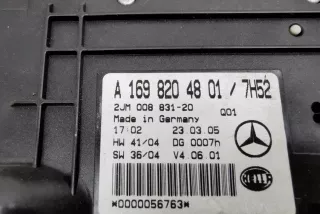 A 169 820 48 01 / 7H52
2JM 008 831-20 Q01
Made in Germany
17:02 23.03.05
HW 41/04 DG 0007h
SW 36/04 V4 06 01
*0000056763*